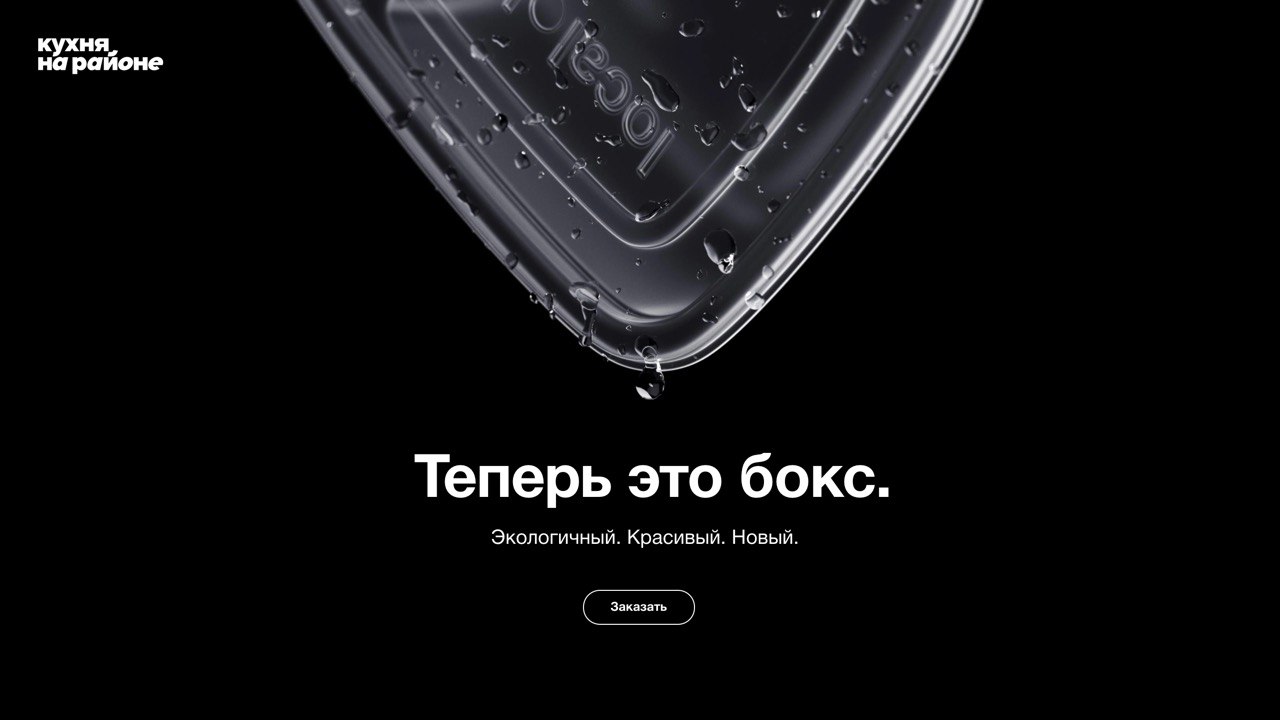 кухня
на районе
Теперь это бокс.
Экологичный. Красивый. Новый.
Заказать